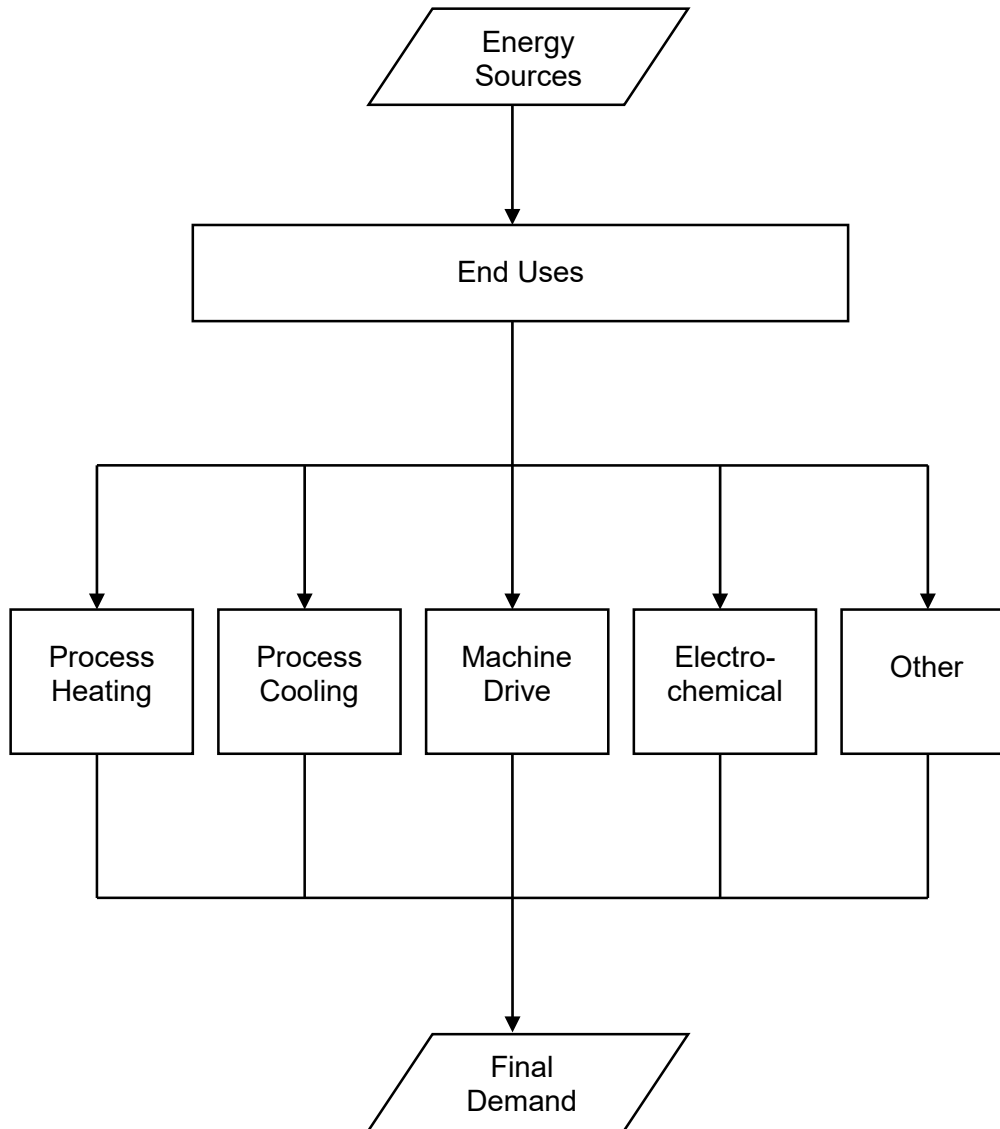 Energy
Sources
End Uses
Process
Heating
Process
Cooling
Machine
Drive
Electro-
chemical
Other
Final
Demand